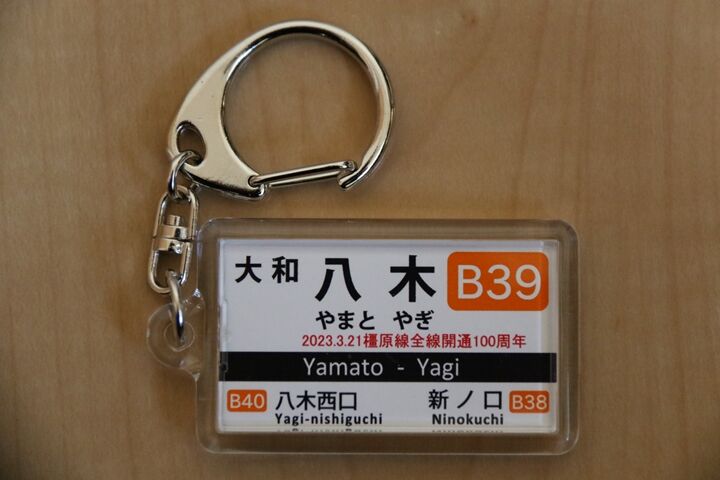 大和 八木 B39
やまと やぎ
2023.3.21橿原線全線開通100周年
Yamato - Yagi
B40 八木西口 新ノ口 B38
Yagi-nishiguchi Ninokuchi